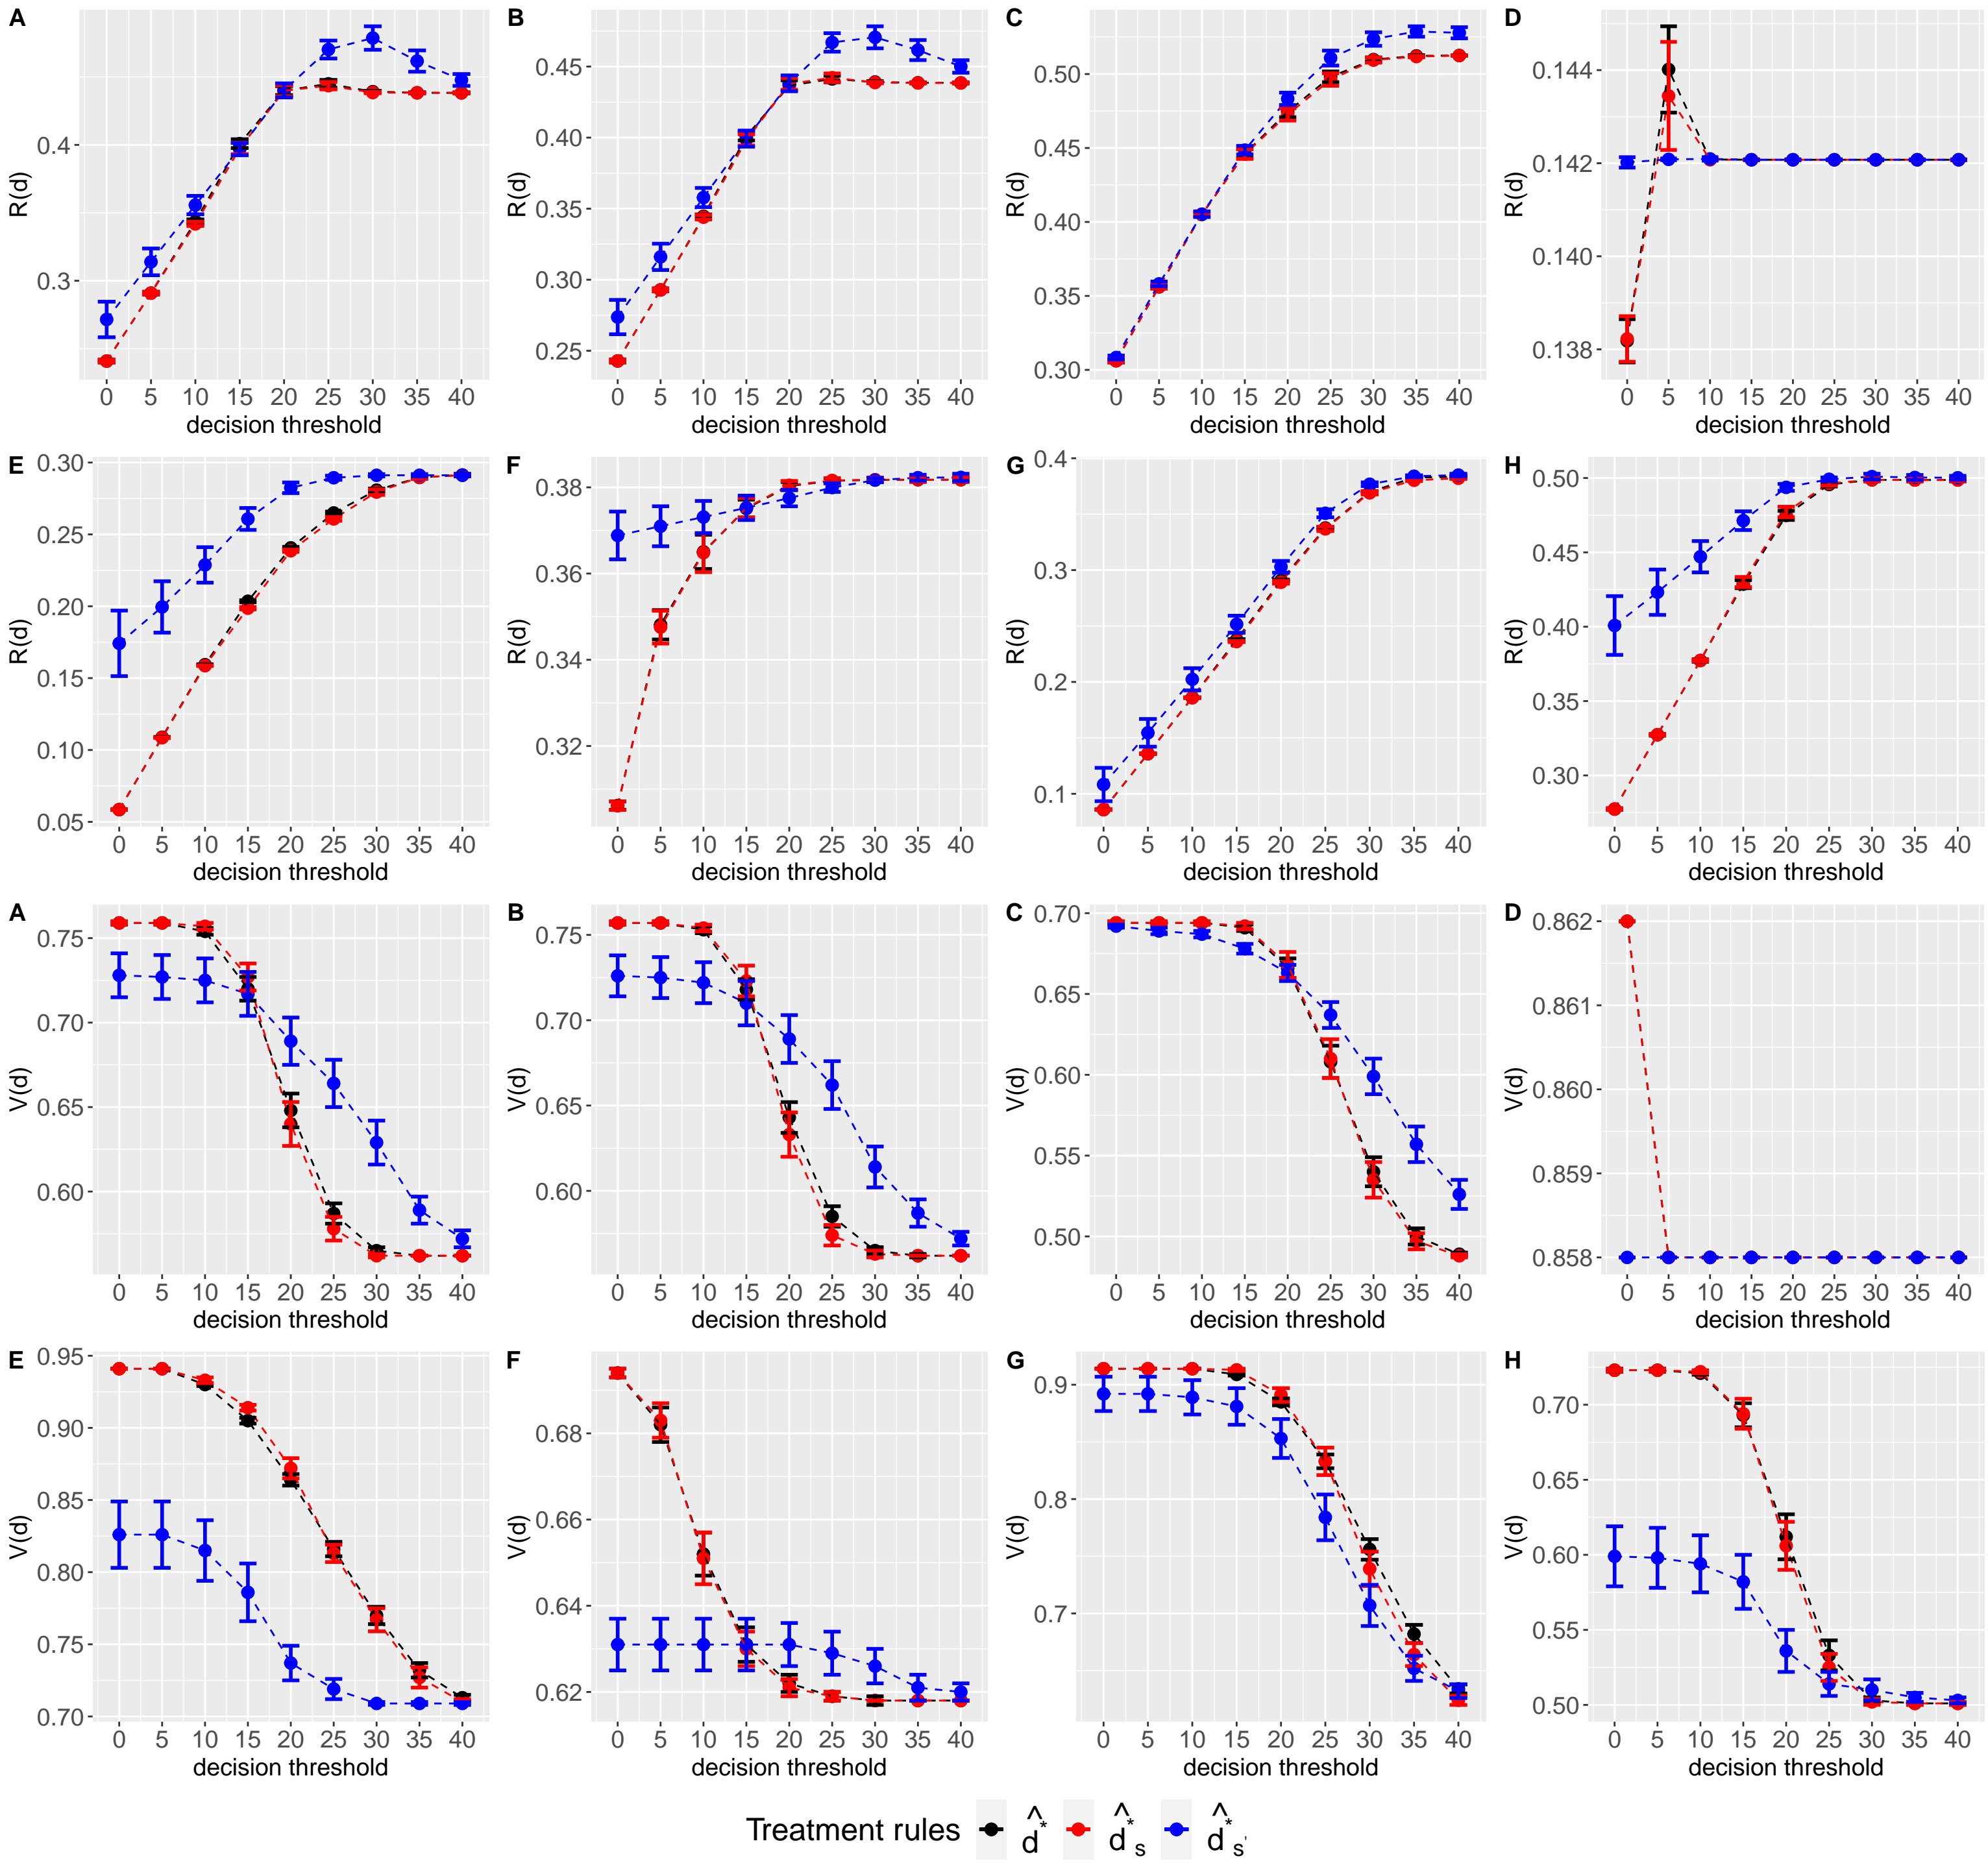 A B C D
0.4
0.3
R(d)
0 5 10 15 20 25 30 35 40
decision threshold
0.45
0.40
0.35
0.30
0.25
R(d)
0 5 10 15 20 25 30 35 40
decision threshold
0.50
0.45
0.40
0.35
0.30
R(d)
0 5 10 15 20 25 30 35 40
decision threshold
0.144
0.142
0.140
0.138
R(d)
0 5 10 15 20 25 30 35 40
decision threshold
E F G H
0.30
0.25
0.20
0.15
0.10
0.05
R(d)
0 5 10 15 20 25 30 35 40
decision threshold
0.38
0.36
0.34
0.32
R(d)
0 5 10 15 20 25 30 35 40
decision threshold
0.4
0.3
0.2
0.1
R(d)
0 5 10 15 20 25 30 35 40
decision threshold
0.50
0.45
0.40
0.35
0.30
R(d)
0 5 10 15 20 25 30 35 40
decision threshold
A B C D
0.75
0.70
0.65
0.60
V(d)
0 5 10 15 20 25 30 35 40
decision threshold
0.75
0.70
0.65
0.60
V(d)
0 5 10 15 20 25 30 35 40
decision threshold
0.70
0.65
0.60
0.55
0.50
V(d)
0 5 10 15 20 25 30 35 40
decision threshold
0.862
0.861
0.860
0.859
0.858
V(d)
0 5 10 15 20 25 30 35 40
decision threshold
E F G H
0.95
0.90
0.85
0.80
0.75
0.70
V(d)
0 5 10 15 20 25 30 35 40
decision threshold
0.68
0.66
0.64
0.62
V(d)
0 5 10 15 20 25 30 35 40
decision threshold
0.9
0.8
0.7
V(d)
0 5 10 15 20 25 30 35 40
decision threshold
0.70
0.65
0.60
0.55
0.50
V(d)
0 5 10 15 20 25 30 35 40
decision threshold
Treatment rules d̂* d̂*s d̂*s'